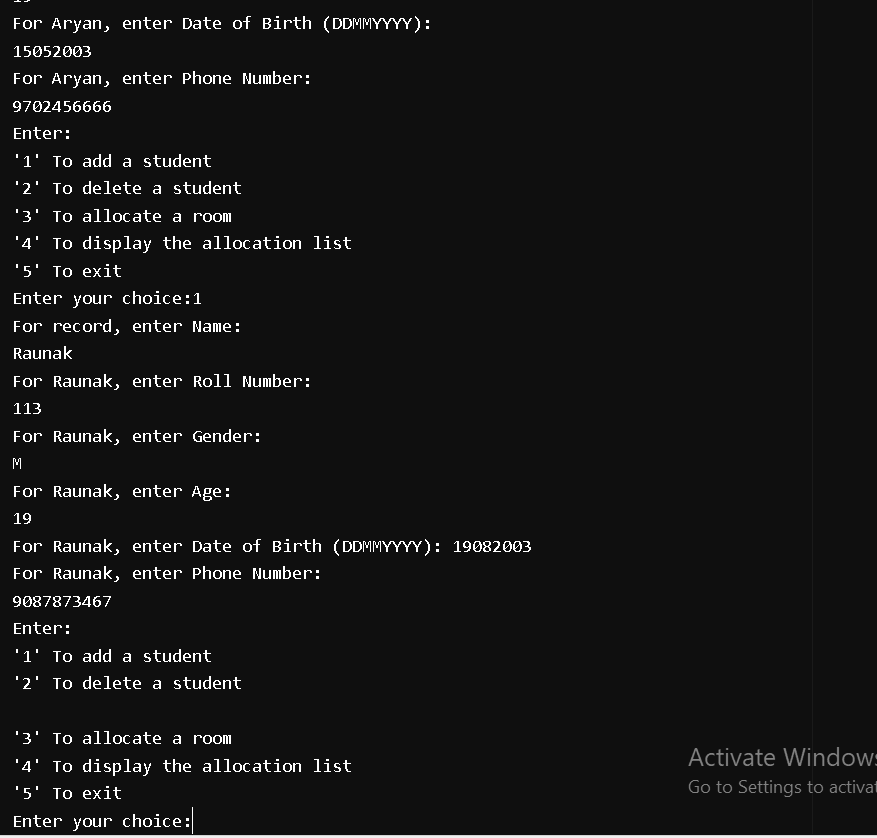 For Aryan, enter Date of Birth (DDMMYYYY):
15052003
For Aryan, enter Phone Number:
9702456666
Enter:
'1' To add a student
'2' To delete a student
'3' To allocate a room
'4' To display the allocation list
'5' To exit
Enter your choice:1
For record, enter Name:
Raunak
For Raunak, enter Roll Number:
113
For Raunak, enter Gender:
M
For Raunak, enter Age:
19
For Raunak, enter Date of Birth (DDMMYYYY): 19082003
For Raunak, enter Phone Number:
9087873467
Enter:
'1' To add a student
'2' To delete a student
'3' To allocate a room
'4' To display the allocation list
'5' To exit
Enter your choice:
Activate Windows
Go to Settings to activat